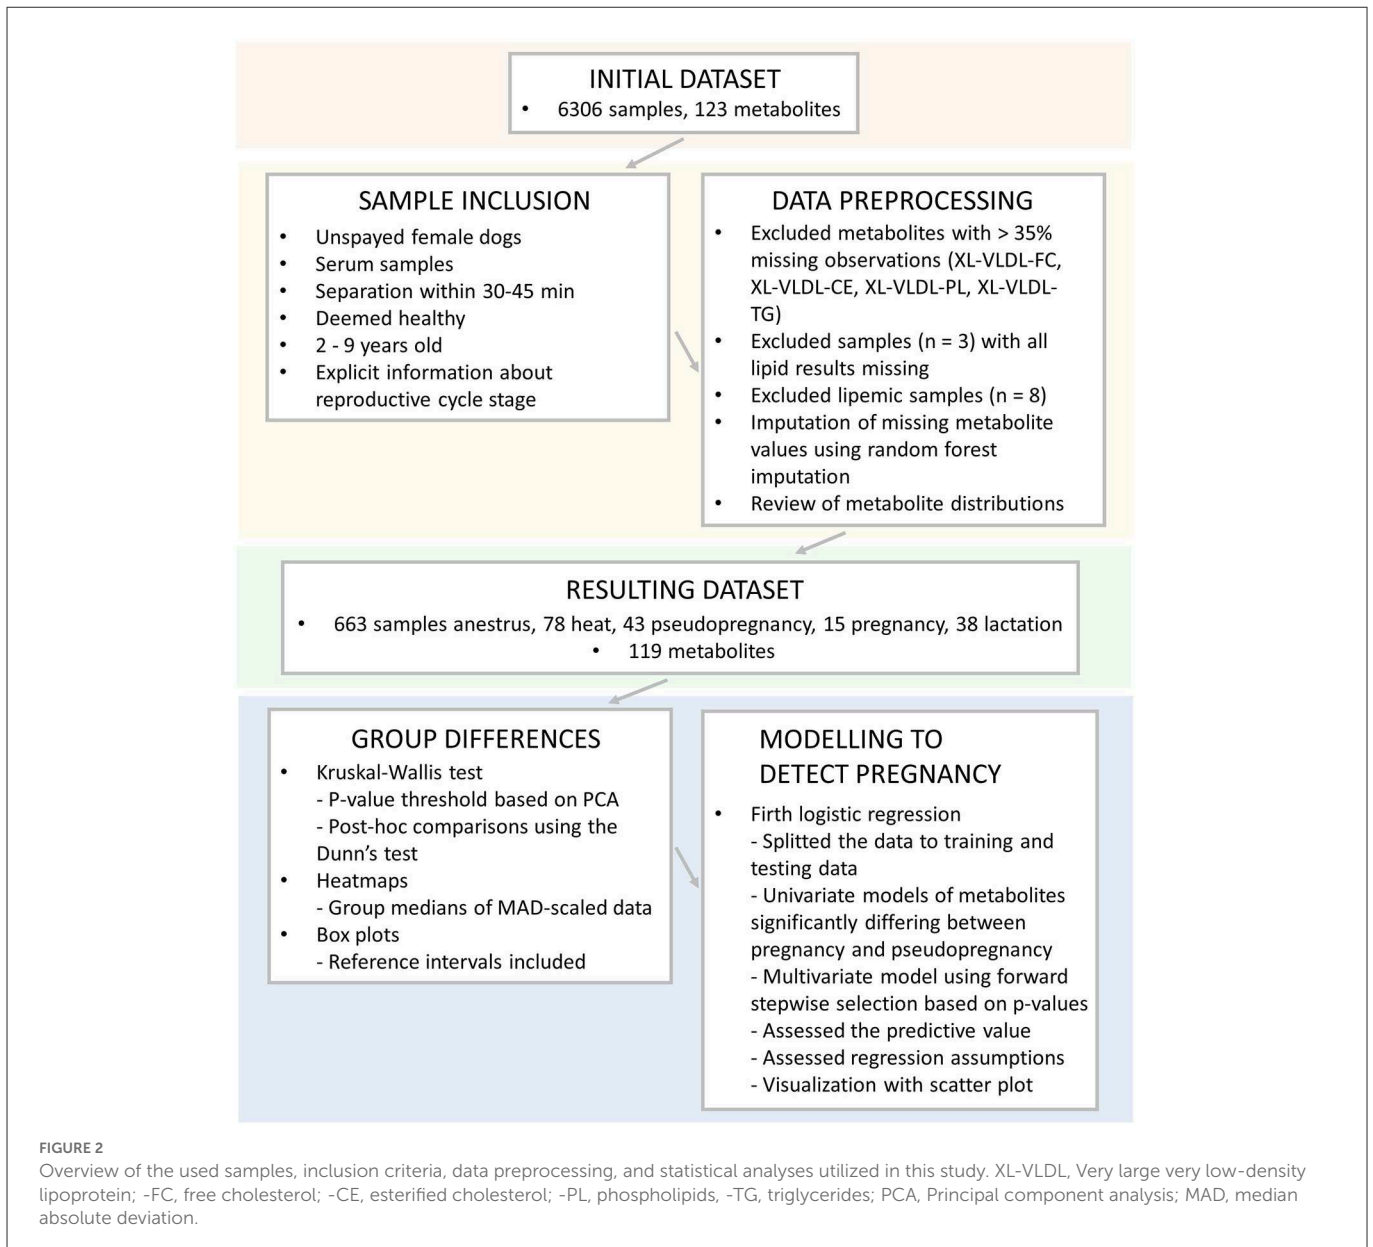 INITIAL DATASET
• 6306 samples, 123 metabolites
SAMPLE INCLUSION
• Unspayed female dogs
• Serum samples
• Separation within 30-45 min
• Deemed healthy
• 2 - 9 years old
• Explicit information about
reproductive cycle stage
DATA PREPROCESSING
• Excluded metabolites with > 35%
missing observations (XL-VLDL-FC,
XL-VLDL-CE, XL-VLDL-PL, XL-VLDL-
TG)
• Excluded samples (n = 3) with all
lipid results missing
• Excluded lipemic samples (n = 8)
• Imputation of missing metabolite
values using random forest
imputation
• Review of metabolite distributions
RESULTING DATASET
• 663 samples anestrus, 78 heat, 43 pseudopregnancy, 15 pregnancy, 38 lactation
• 119 metabolites
GROUP DIFFERENCES
• Kruskal-Wallis test
- P-value threshold based on PCA
- Post-hoc comparisons using the
Dunn's test
• Heatmaps
- Group medians of MAD-scaled data
• Box plots
- Reference intervals included
MODELLING TO
DETECT PREGNANCY
• Firth logistic regression
- Splitted the data to training and
testing data
- Univariate models of metabolites
significantly differing between
pregnancy and pseudopregnancy
- Multivariate model using forward
stepwise selection based on p-values
- Assessed the predictive value
- Assessed regression assumptions
- Visualization with scatter plot
FIGURE 2
Overview of the used samples, inclusion criteria, data preprocessing, and statistical analyses utilized in this study. XL-VLDL, Very large very low-density
lipoprotein; -FC, free cholesterol; -CE, esterified cholesterol; -PL, phospholipids, -TG, triglycerides; PCA, Principal component analysis; MAD, median
absolute deviation.